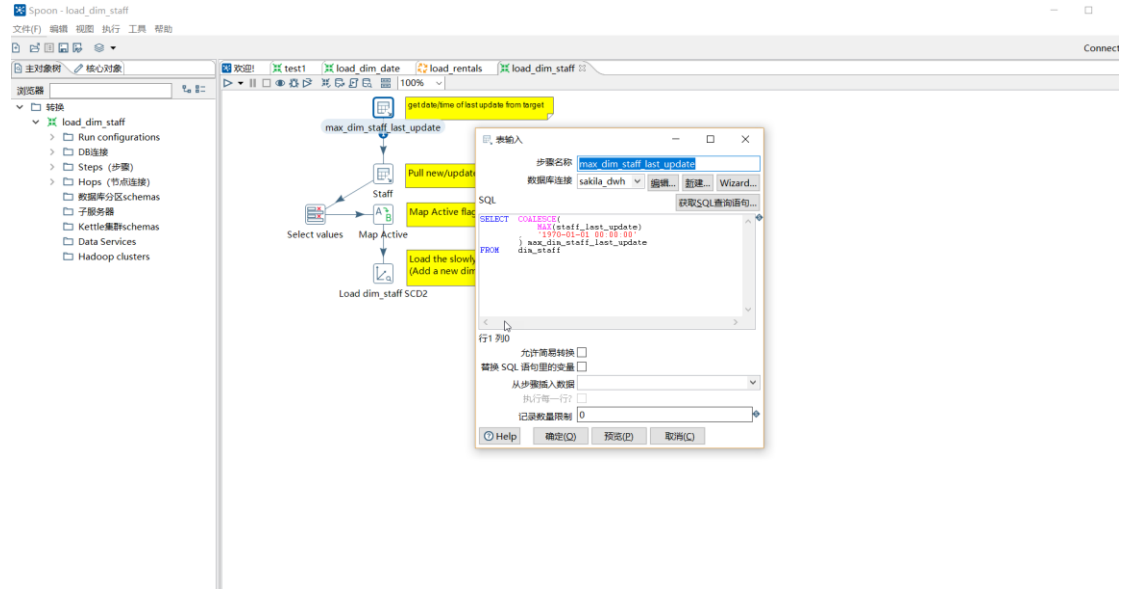 Spoon - load_dim_staff
文件(F) 编辑 视图 执行 工具 帮助
Connect
主对象树 核心对象
欢迎! test1 load_dim_date load_rentals load_dim_staff
浏览器
100%
转换
load_dim_staff
Run configurations
DB连接
Steps (步骤)
Hops (节点连接)
数据库分区schemas
子服务器
Kettle集群schemas
Data Services
Hadoop clusters
get date/time of last update from target
max_dim_staff_last_update
Pull new/updat
Staff
Map Active flag
Select values Map Active
Load the slowly
(Add a new dim
Load dim_staff SCD2
表输入
步骤名称 max_dim_staff_last_update
数据库连接 sakila_dwh 编辑... 新建... Wizard...
SQL 获取SQL查询语句...
SELECT COALESCE(
MAX(staff_last_update)
, '1970-01-01 00:00:00'
) max_dim_staff_last_update
FROM dim_staff
行1 列0
允许简易转换
替换 SQL 语句里的变量
从步骤插入数据
执行每一行?
记录数量限制 0
Help 确定(O) 预览(P) 取消(C)